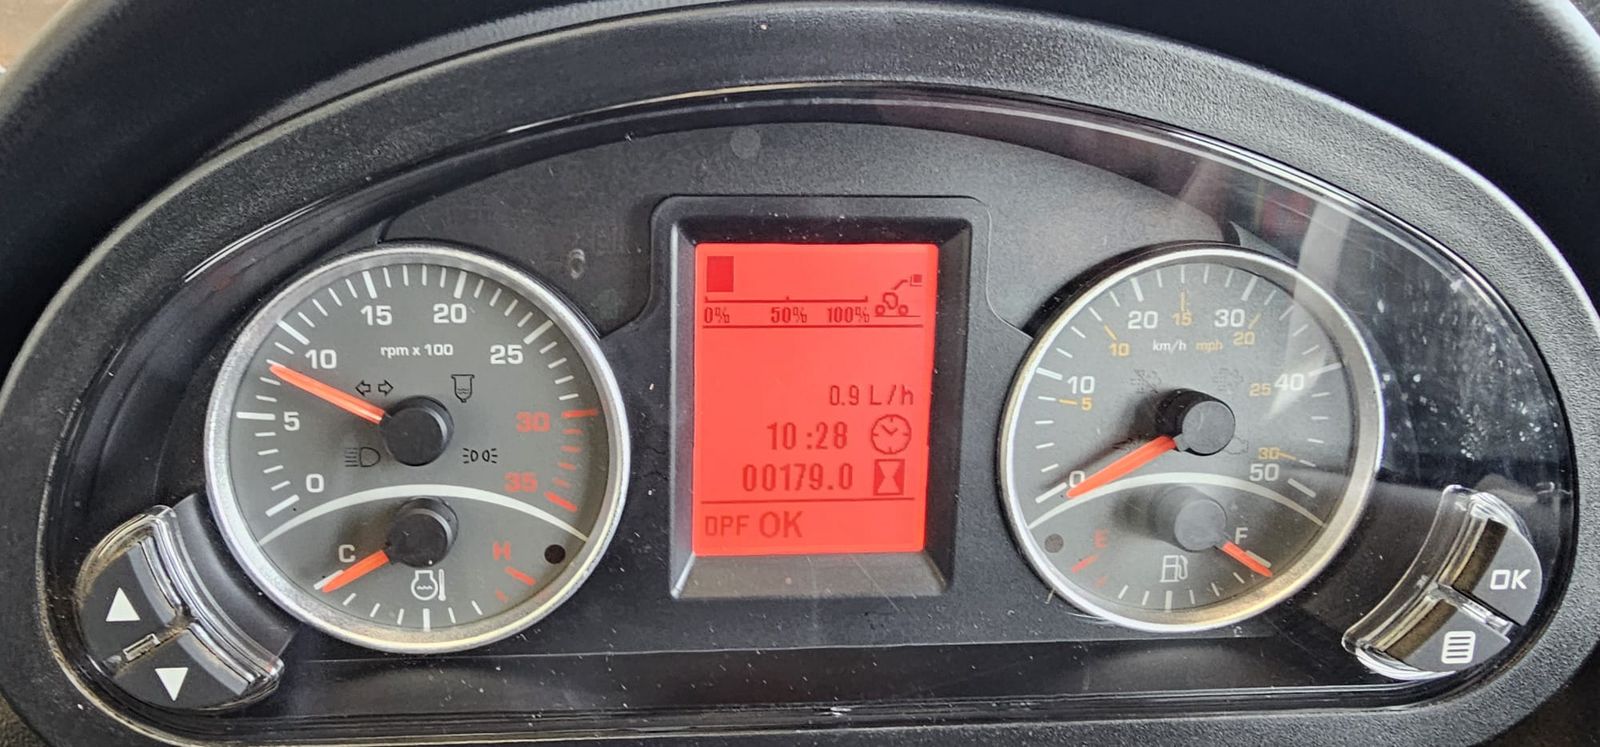 15 20
10 rpm x 100 25
5 30
0 35
C H
0% 50% 100%
0.9 L/h
10:28
00179.0
DPF OK
20 15 30
10 km/h mph 20
10 25 40
5
30
0 50
E F
OK